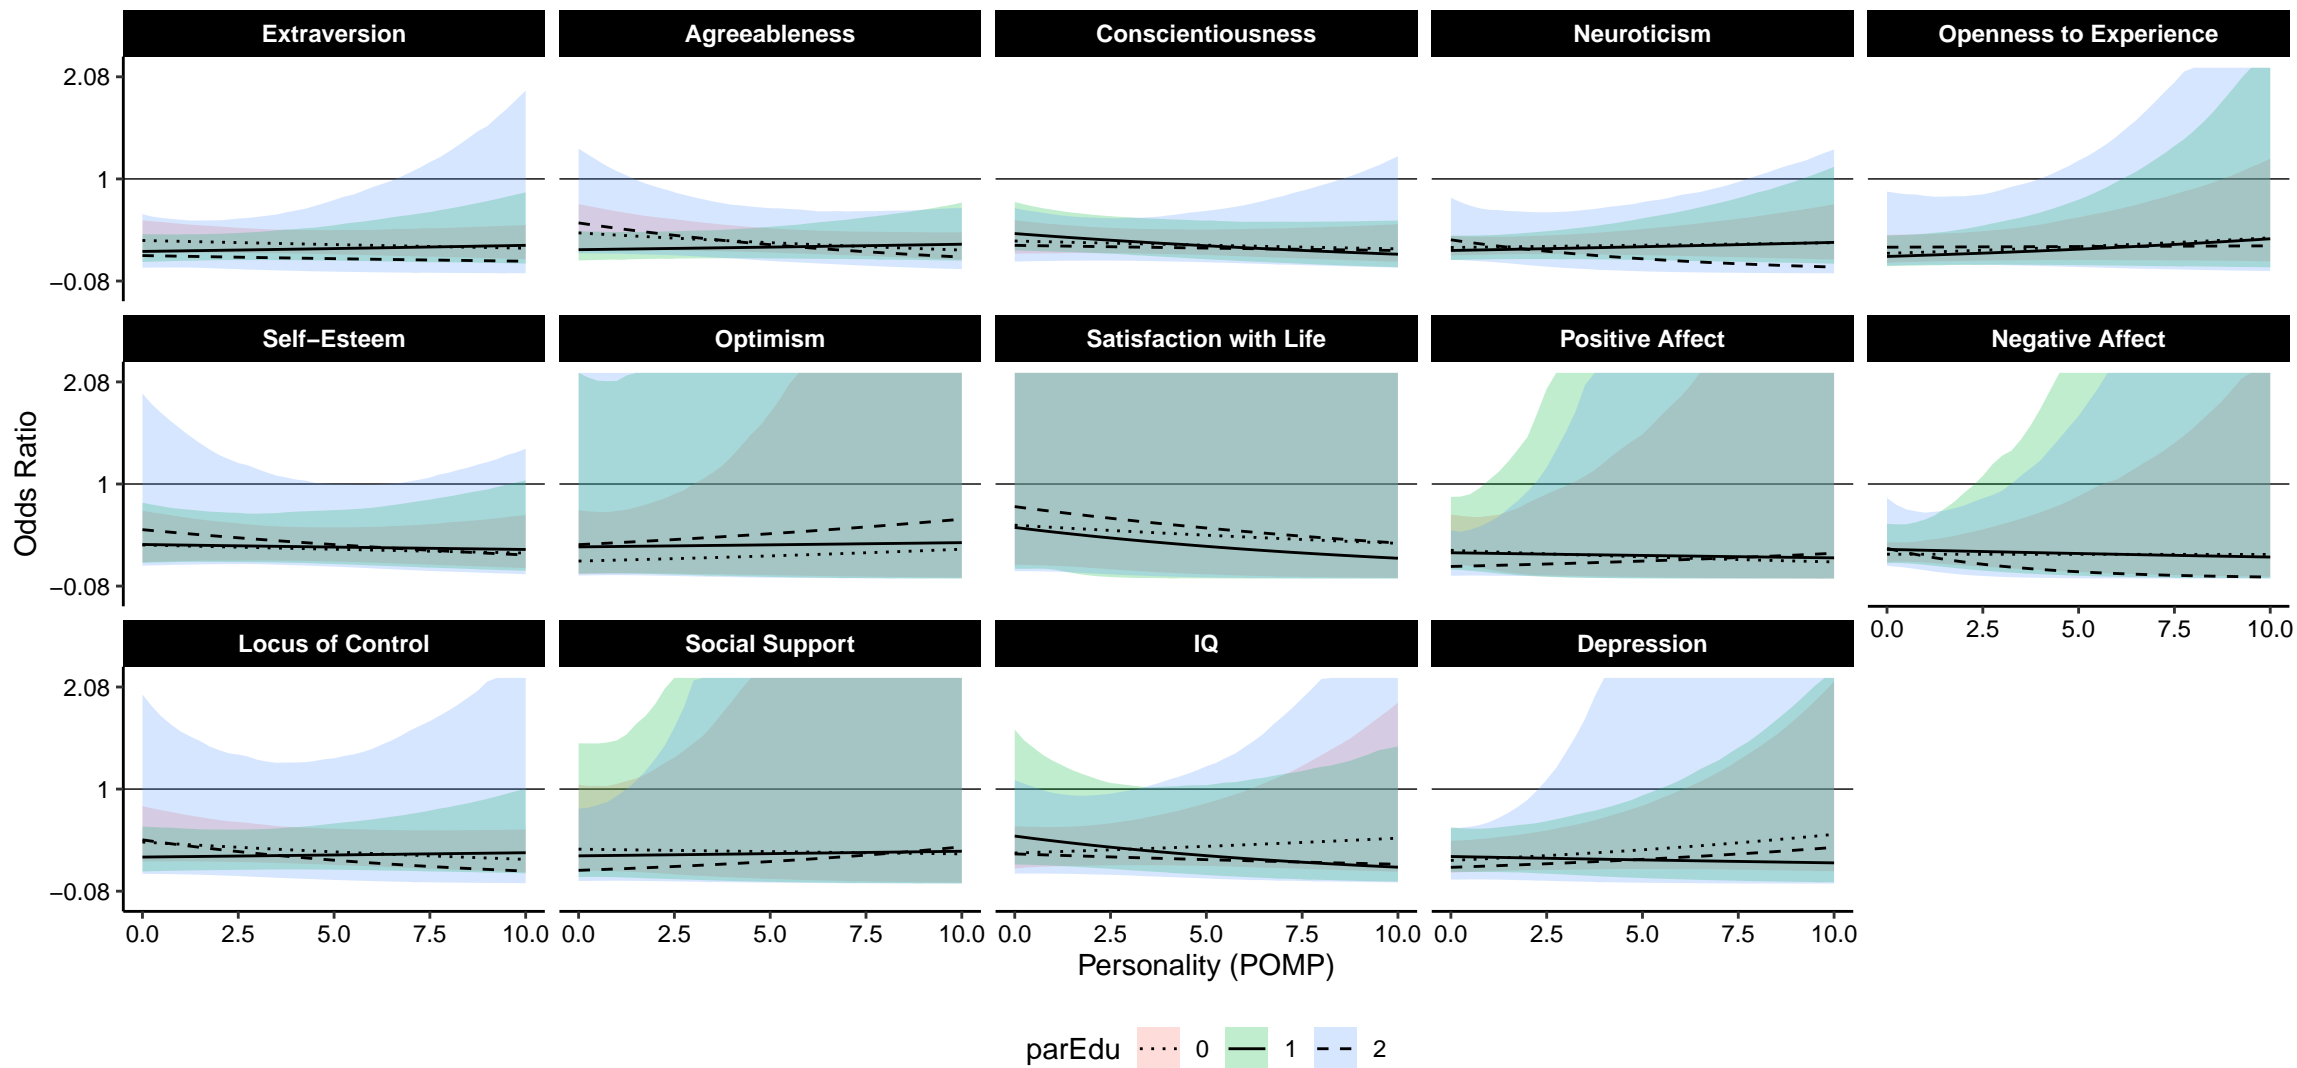 Extraversion Agreeableness Conscientiousness Neuroticism Openness to Experience
2.08
1
−0.08
Self−Esteem Optimism Satisfaction with Life Positive Affect Negative Affect
2.08
1
−0.08
0.0 2.5 5.0 7.5 10.0
Locus of Control Social Support IQ Depression
2.08
1
−0.08
0.0 2.5 5.0 7.5 10.0 0.0 2.5 5.0 7.5 10.0 0.0 2.5 5.0 7.5 10.0 0.0 2.5 5.0 7.5 10.0
Odds Ratio
Personality (POMP)
parEdu 0 1 2